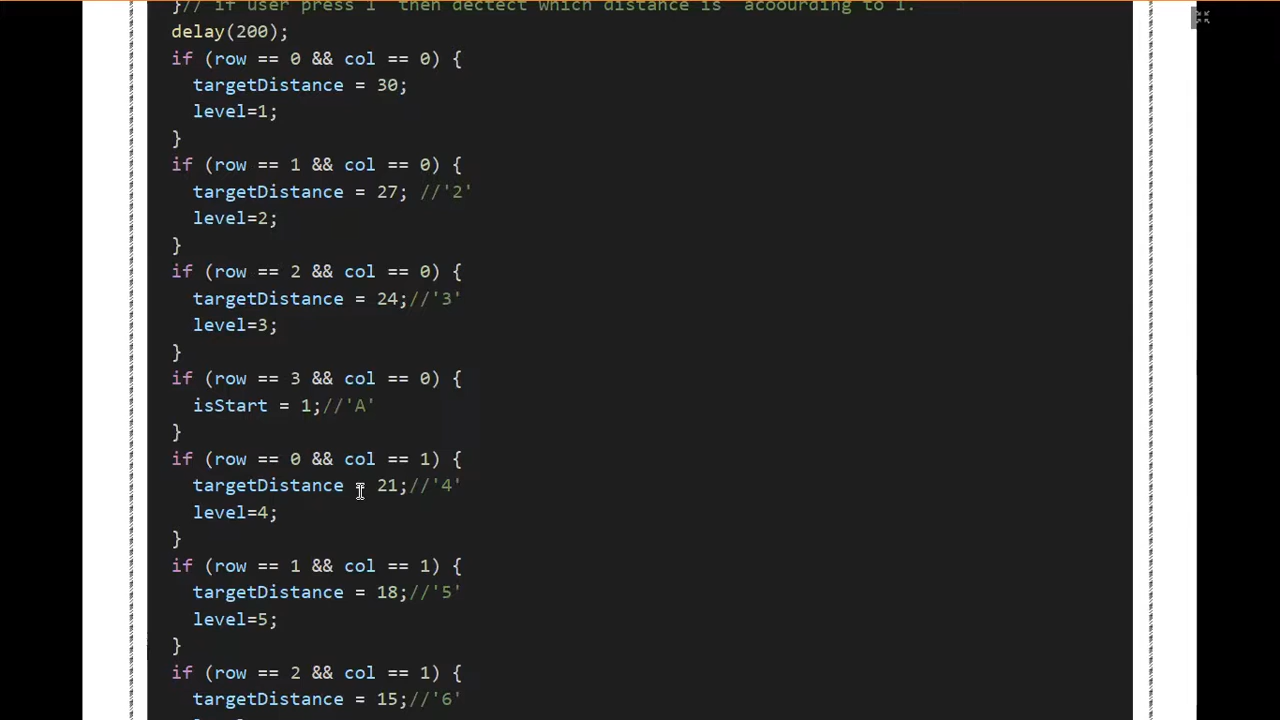 }// if user press 1  then dectect which distance is  acoourding to 1.
delay(200);
if (row == 0 && col == 0) {
targetDistance = 30;
level=1;
}
if (row == 1 && col == 0) {
targetDistance = 27; //'2'
level=2;
}
if (row == 2 && col == 0) {
targetDistance = 24;//'3'
level=3;
}
if (row == 3 && col == 0) {
isStart = 1;//'A'
}
if (row == 0 && col == 1) {
targetDistance = 21;//'4'
level=4;
}
if (row == 1 && col == 1) {
targetDistance = 18;//'5'
level=5;
}
if (row == 2 && col == 1) {
targetDistance = 15;//'6'